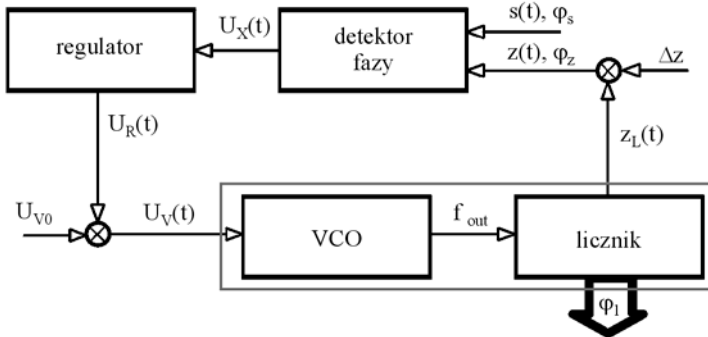 regulator
U_X(t)
detektor
fazy
s(t), φ_s
z(t), φ_z
Δz
U_R(t)
z_L(t)
U_V0
U_V(t)
VCO
f_out
licznik
φ_l